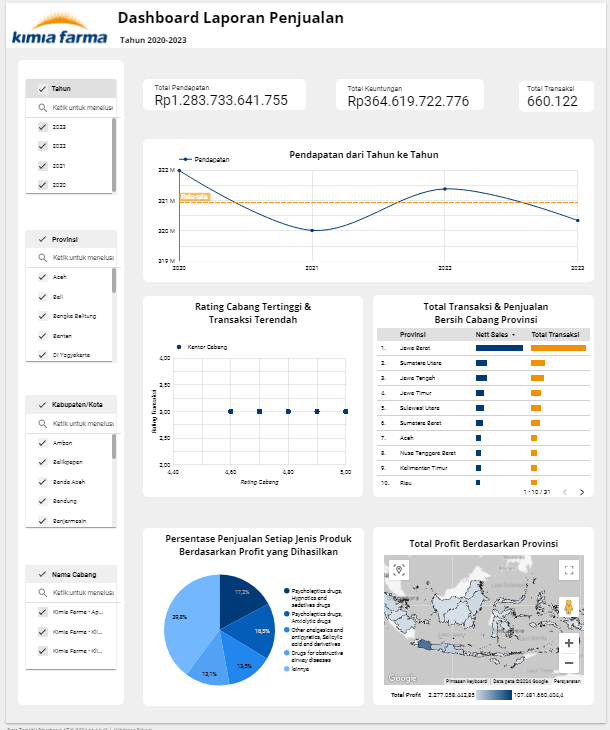 kimia farma
Dashboard Laporan Penjualan
Tahun 2020-2023
Tahun
Ketik untuk menelusu
2023
2022
2021
2020
Provinsi
Ketik untuk menelusu
Aceh
Bali
Bangka Belitung
Banten
DI Yogyakarta
Kabupaten/Kota
Ketik untuk menelusu
Ambon
Balikpapan
Banda Aceh
Bandung
Banjarmasin
Nama Cabang
Ketik untuk menelusu
Kimia Farma - Ap...
Kimia Farma - Kli...
Kimia Farma - Kli...
Total Pendapatan
Rp1.283.733.641.755
Total Keuntungan
Rp364.619.722.776
Total Transaksi
660.122
Pendapatan dari Tahun ke Tahun
Pendapatan
322 M
321 M
320 M
319 M
2020
2021
2022
2023
Rating Cabang Tertinggi &
Transaksi Terendah
Kantor Cabang
Rating Transaksi
4,00
3,50
3,00
2,50
2,00
4,40
4,60
4,80
5,00
Rating Cabang
Total Transaksi & Penjualan
Bersih Cabang Provinsi
Provinsi Nett Sales Total Transaksi
1. Jawa Barat
2. Sumatera Utara
3. Jawa Tengah
4. Jawa Timur
5. Sulawesi Utara
6. Sumatera Barat
7. Aceh
8. Nusa Tenggara Barat
9. Kalimantan Timur
10. Riau
1 - 10 / 31
Persentase Penjualan Setiap Jenis Produk
Berdasarkan Profit yang Dihasilkan
17,2%
16,5%
13,5%
13,1%
39,8%
Psycholeptics drugs,
Hypnotics and
sedatives drugs
Psycholeptics drugs,
Anxiolytic drugs
Other analgesics and
antipyretics, Salicylic
acid and derivatives
Drugs for obstructive
airway diseases
lainnya
Total Profit Berdasarkan Provinsi
Google
Pintasan keyboard
Data peta ©2024 Google
Persyaratan
Total Profit 2.277.058.442,85 107.481.660.404,4